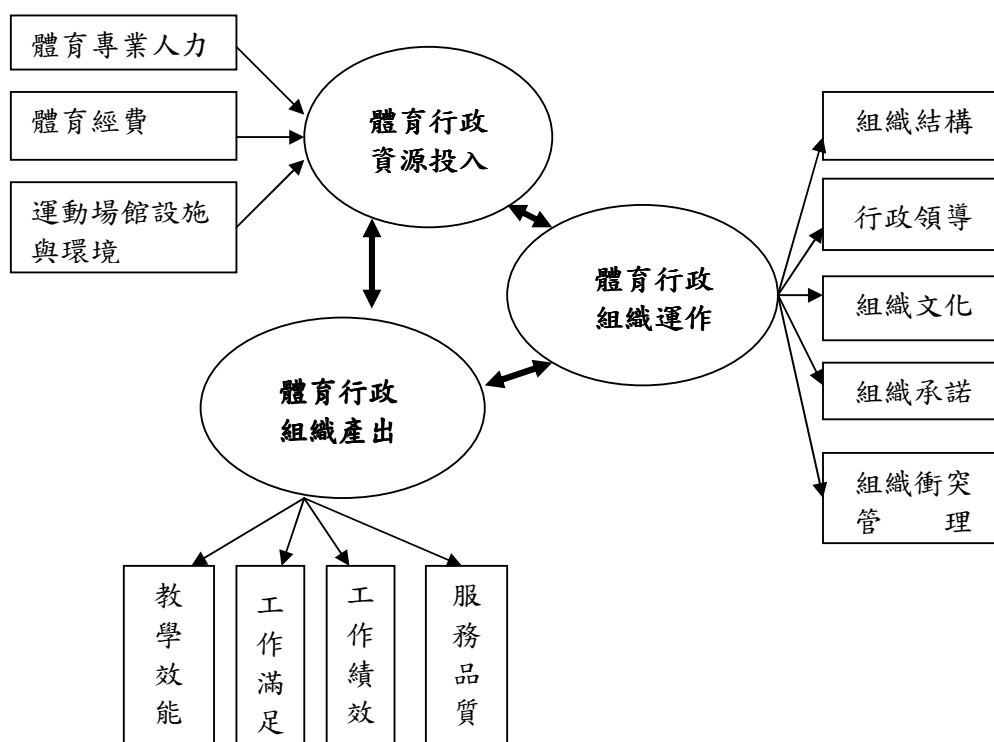 體育專業人力
體育經費
運動場館設施
與環境
體育行政
資源投入
體育行政
組織運作
體育行政
組織產出
組織結構
行政領導
組織文化
組織承諾
組織衝突
管理
教學效能
工作滿足
工作績效
服務品質